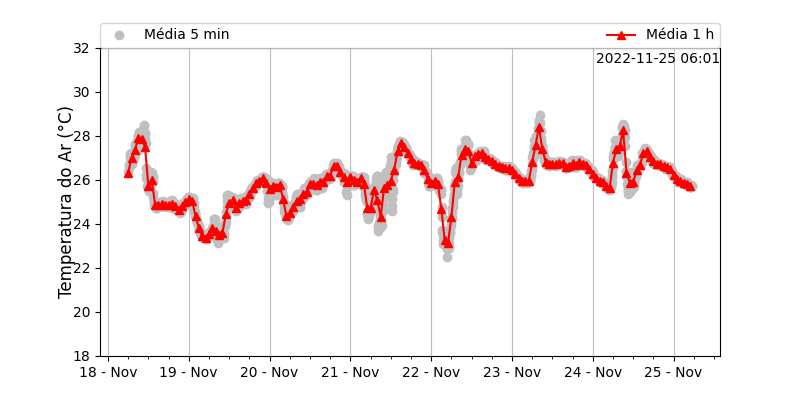 Média 5 min
Média 1 h
2022-11-25 06:01
Temperatura do Ar (°C)
32
30
28
26
24
22
20
18
18 - Nov
19 - Nov
20 - Nov
21 - Nov
22 - Nov
23 - Nov
24 - Nov
25 - Nov